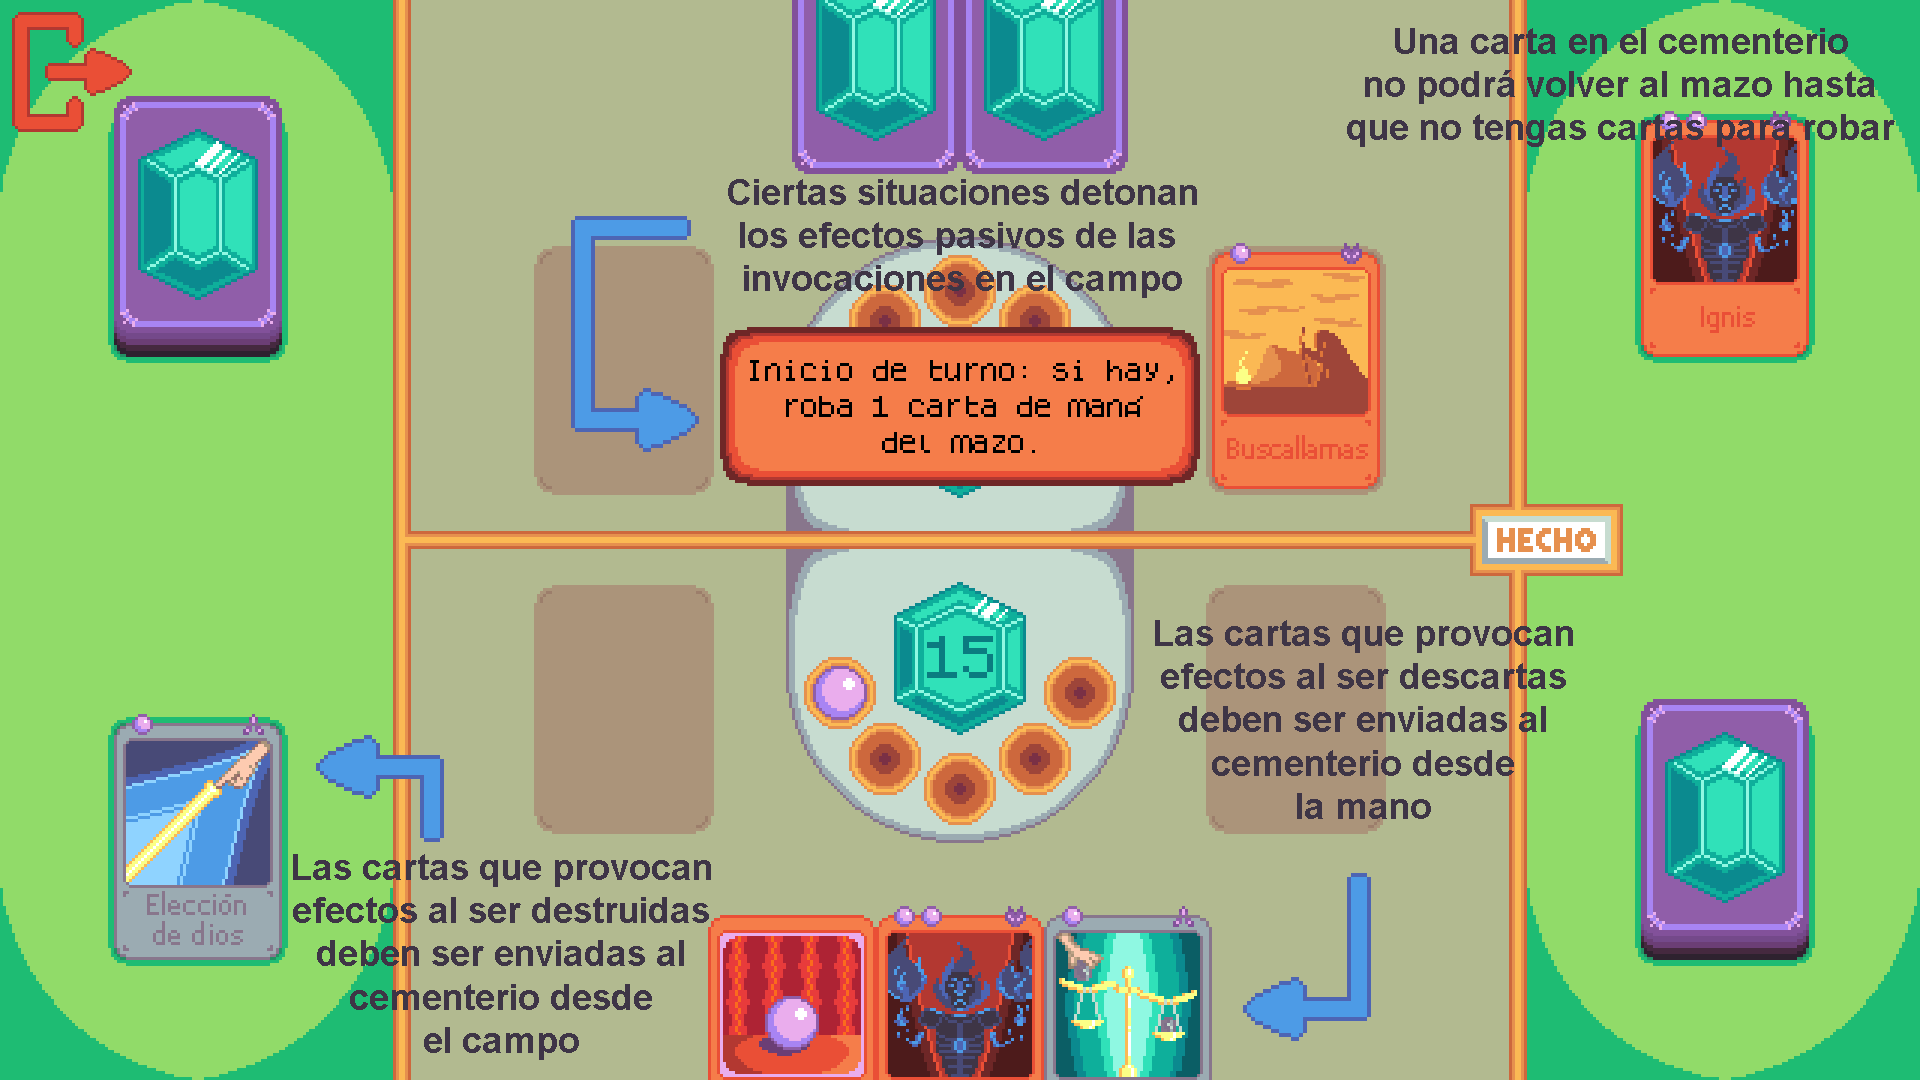 Una carta en el cementerio
no podrá volver al mazo hasta
que no tengas cartas para robar
Ciertas situaciones detonan
los efectos pasivos de las
invocaciones en el campo
Ignis
Inicio de turno: si hay,
roba 1 carta de maná
del mazo.
Buscallamas
HECHO
15
Las cartas que provocan
efectos al ser descartas
deben ser enviadas al
cementerio desde
la mano
Elección
de dios
Las cartas que provocan
efectos al ser destruidas
deben ser enviadas al
cementerio desde
el campo